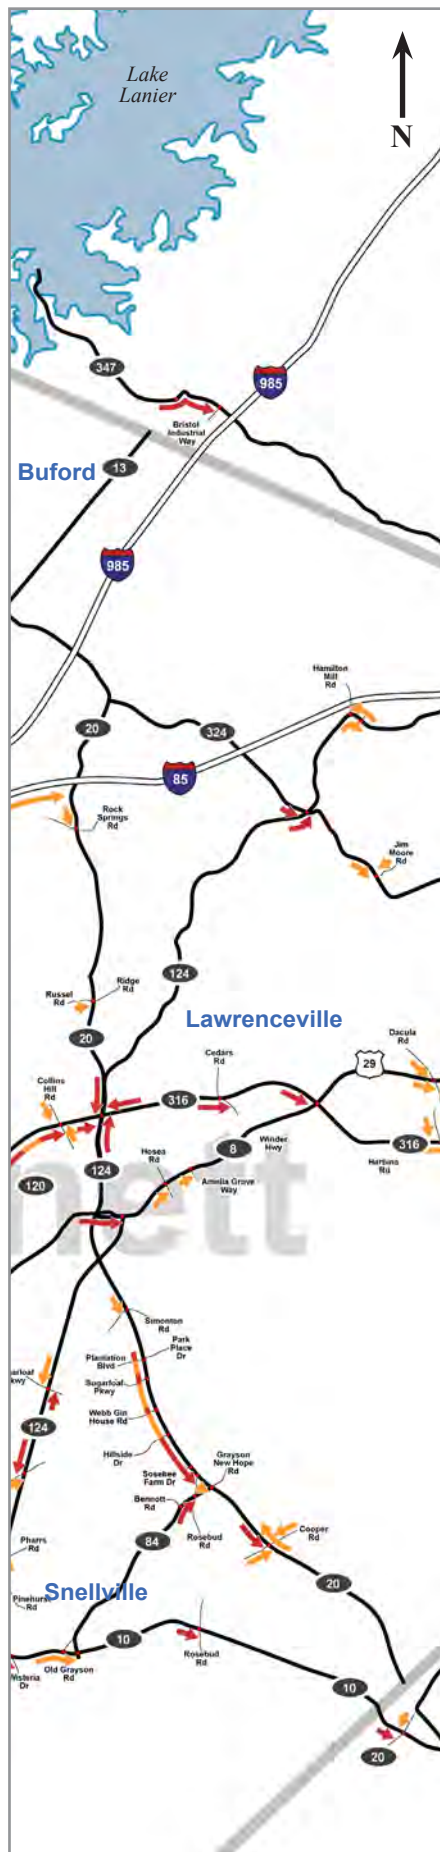 Lake
Lanier
N
347
985
Bristol
Industrial
Way
Buford
13
985
Hamilton
Mill
Rd
20
324
85
Rock
Springs
Rd
Jim
Moore
Rd
124
Russel
Rd
Ridge
Rd
Lawrenceville
20
Cedars
Rd
29
Dacula
Rd
Collins
Hill
Rd
316
316
Hosea
Rd
8
Winder
Hwy
Harbins
Rd
124
120
Amelia Grove
Way
nett
Simonton
Rd
Park
Place
Dr
Plantation
Blvd
Sugarloaf
Pkwy
arloaf
kwy
Webb Gin
House Rd
124
Hillside
Dr
Grayson
New Hope
Rd
Sosebee
Farm Dr
Bennett
Rd
Rosebud
Rd
Cooper
Rd
Pharrs
Rd
84
20
Pinehurst
Rd
Snellville
10
Rosebud
Rd
Old Grayson
Rd
Wisteria
Dr
10
20